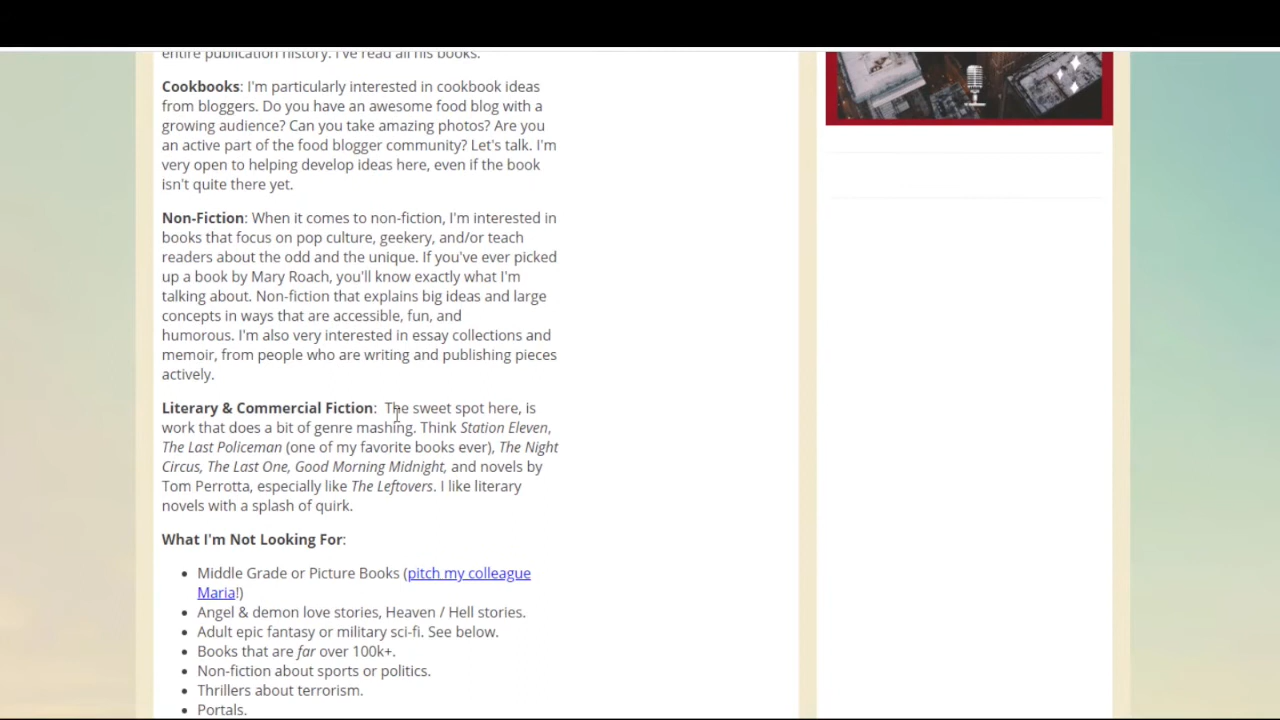 entire publication history. I've read all his books.
Cookbooks: I'm particularly interested in cookbook ideas
from bloggers. Do you have an awesome food blog with a
growing audience? Can you take amazing photos? Are you
an active part of the food blogger community? Let's talk. I'm
very open to helping develop ideas here, even if the book
isn't quite there yet.
Non-Fiction: When it comes to non-fiction, I'm interested in
books that focus on pop culture, geekery, and/or teach
readers about the odd and the unique. If you've ever picked
up a book by Mary Roach, you'll know exactly what I'm
talking about. Non-fiction that explains big ideas and large
concepts in ways that are accessible, fun, and
humorous. I'm also very interested in essay collections and
memoir, from people who are writing and publishing pieces
actively.
Literary & Commercial Fiction: The sweet spot here, is
work that does a bit of genre mashing. Think Station Eleven,
The Last Policeman (one of my favorite books ever), The Night
Circus, The Last One, Good Morning Midnight, and novels by
Tom Perrotta, especially like The Leftovers. I like literary
novels with a splash of quirk.
What I'm Not Looking For:
• Middle Grade or Picture Books (pitch my colleague
Maria!)
• Angel & demon love stories, Heaven / Hell stories.
• Adult epic fantasy or military sci-fi. See below.
• Books that are far over 100k+.
• Non-fiction about sports or politics.
• Thrillers about terrorism.
• Portals.